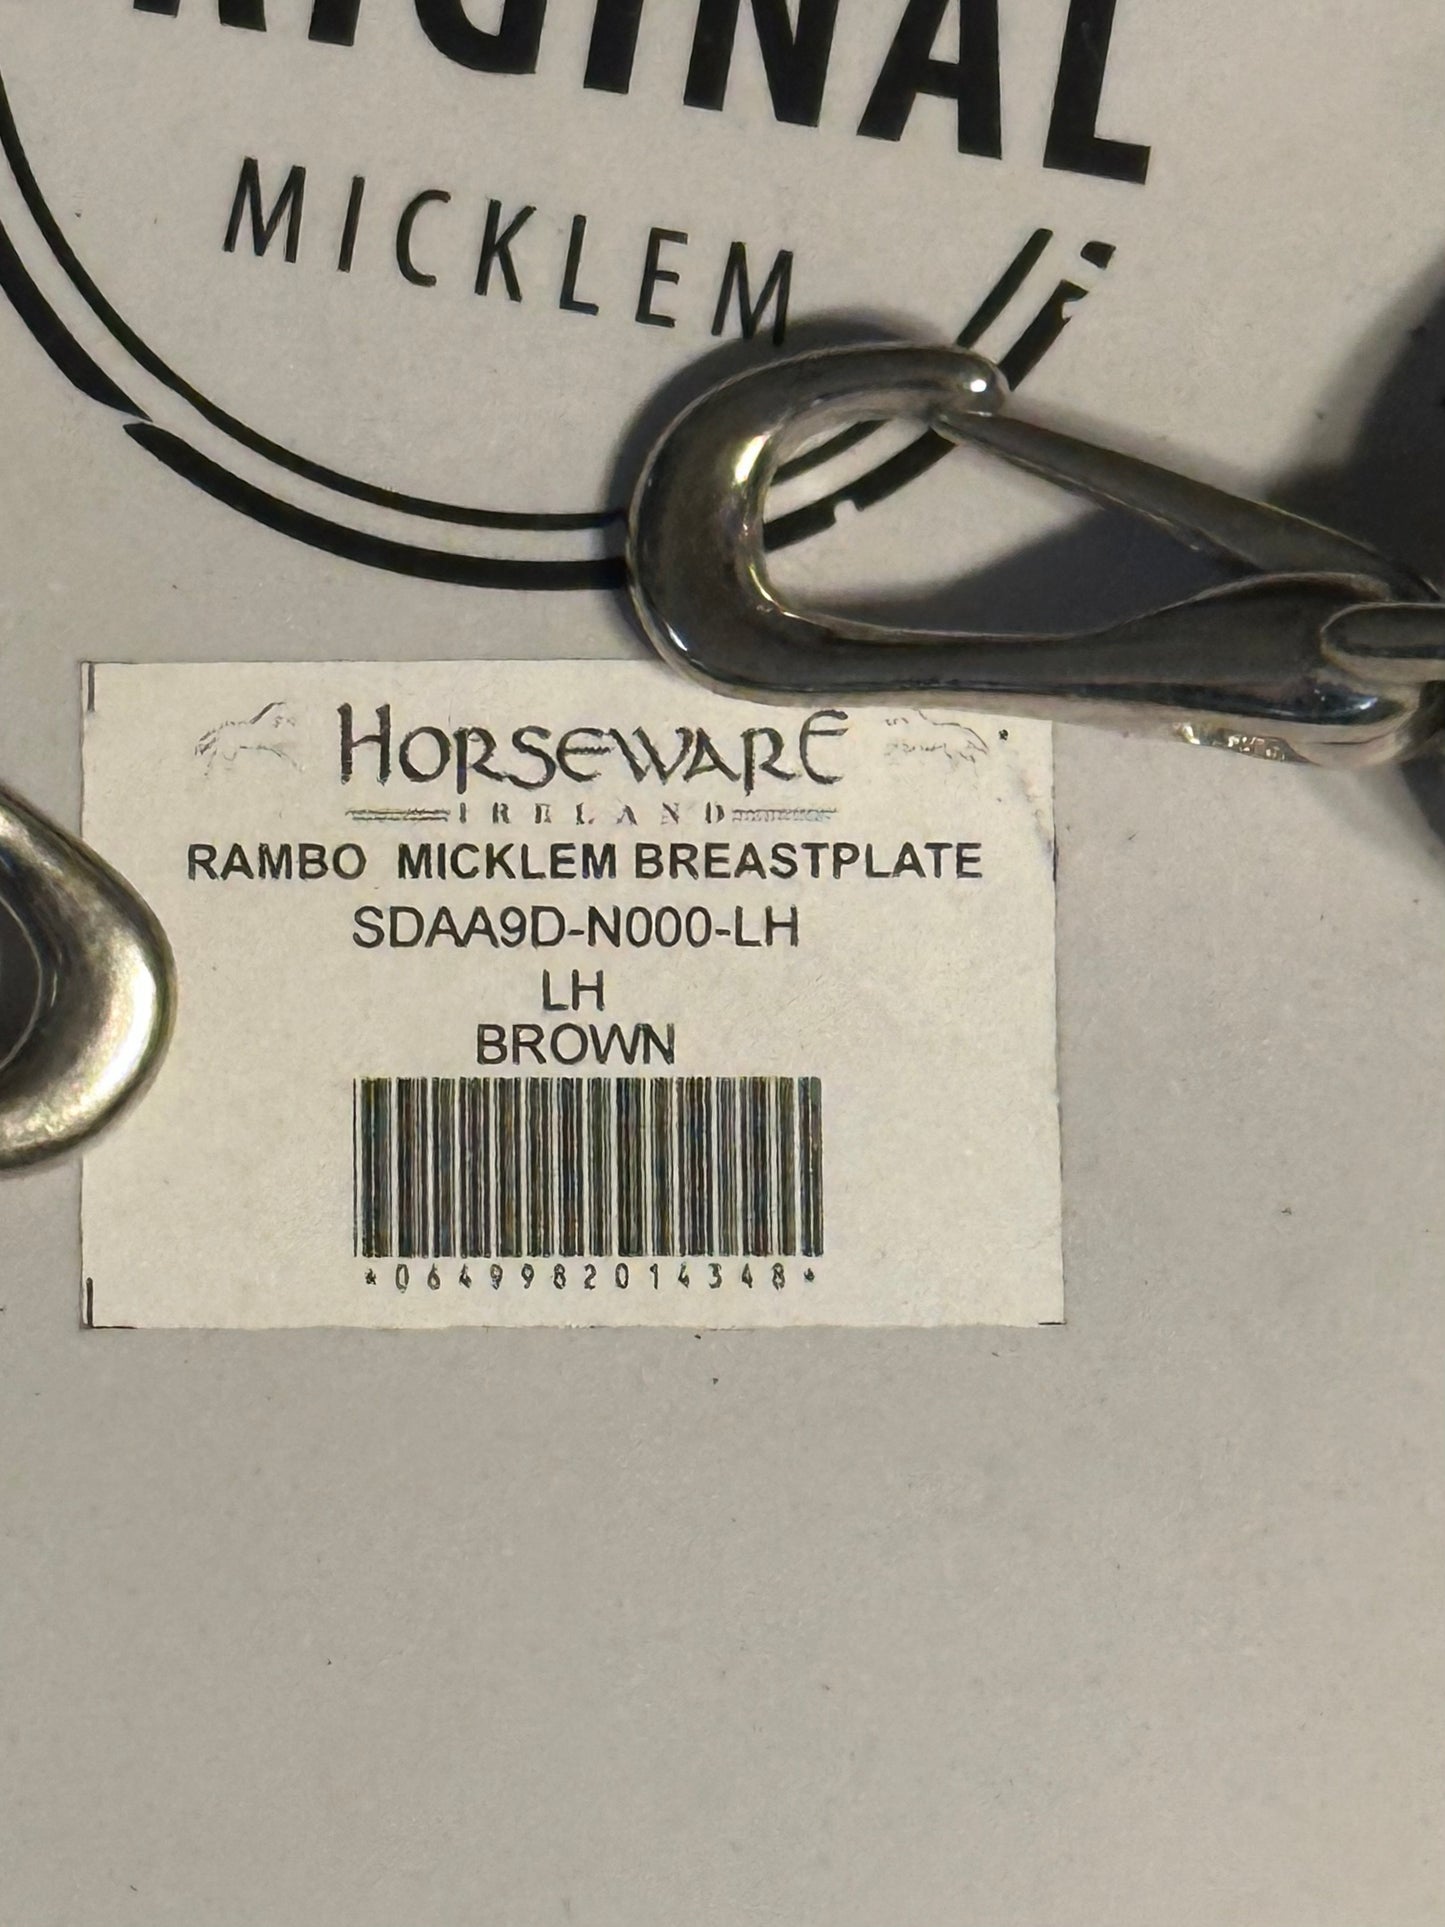 RIGINAL
MICKLEM
HORSEWARE
IRELAND
RAMBO MICKLEM BREASTPLATE
SDAA9D-N000-LH
LH
BROWN
*0649982014348*